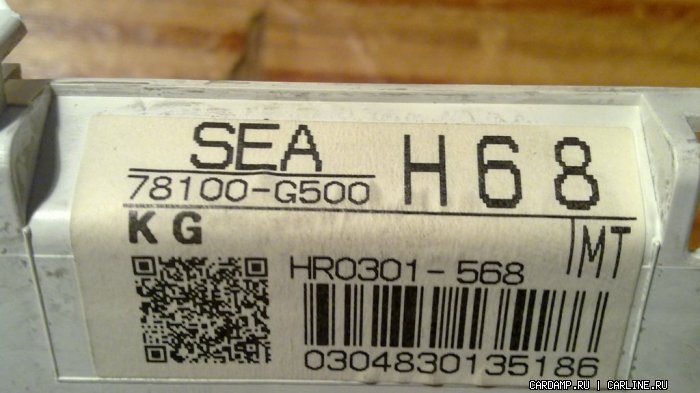 SEA H68
78100-G500
KG
MT
HR0301-568
0304830135186
CARDAMP.RU | CARLINE.RU